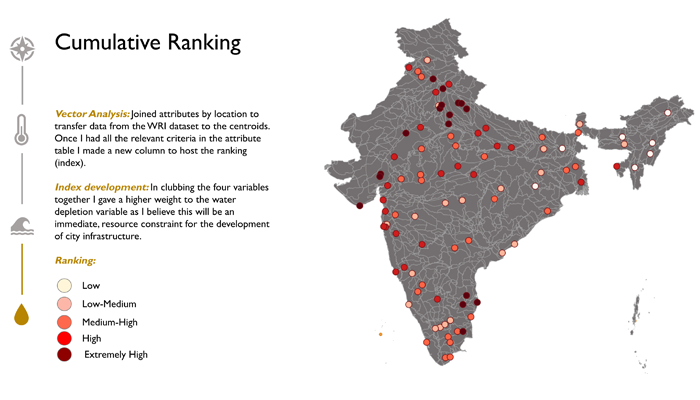 Cumulative Ranking
Vector Analysis: Joined attributes by location to
transfer data from the WRI dataset to the centroids.
Once I had all the relevant criteria in the attribute
table I made a new column to host the ranking
(index).
Index development: In clubbing the four variables
together I gave a higher weight to the water
depletion variable as I believe this will be an
immediate, resource constraint for the development
of city infrastructure.
Ranking:
Low
Low-Medium
Medium-High
High
Extremely High